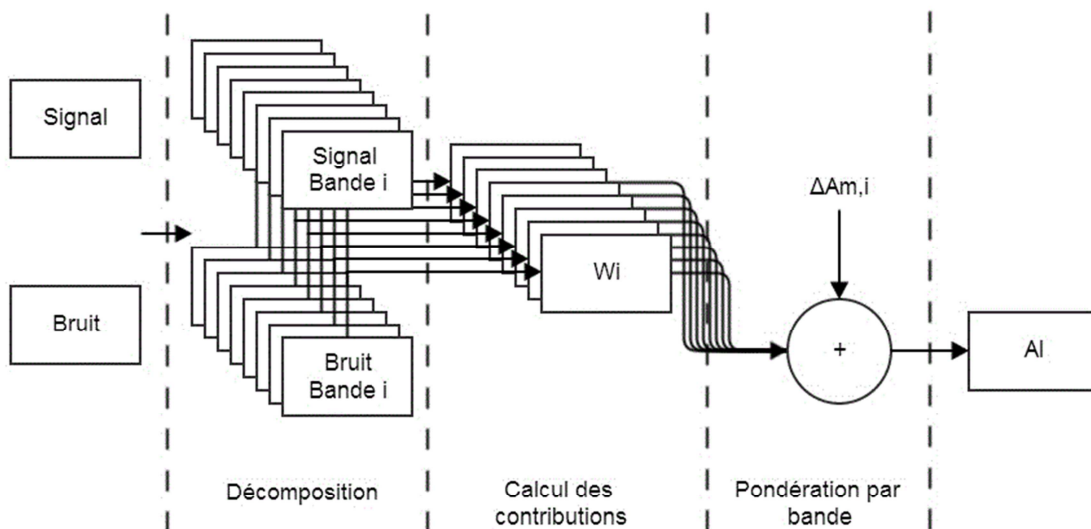 Signal
Bruit
Signal
Bande i
Bruit
Bande i
Wi
ΔAm,i
+
AI
Décomposition
Calcul des
contributions
Pondération par
bande